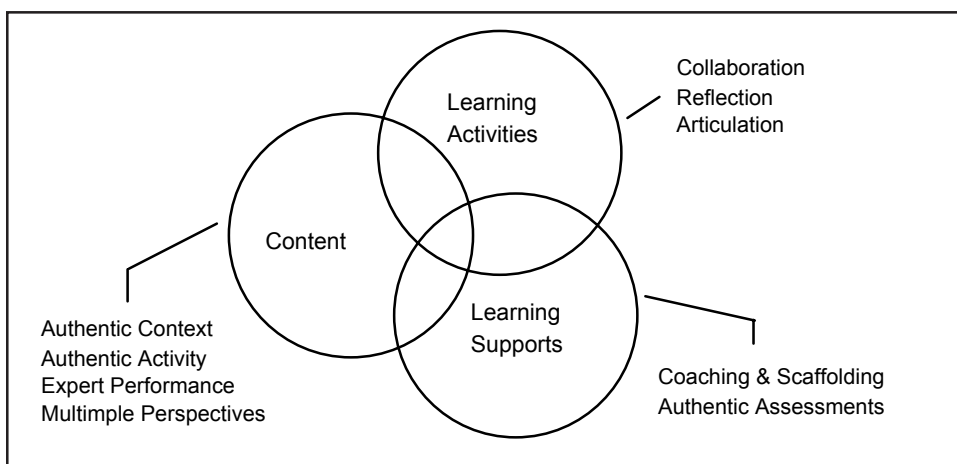 Collaboration
Reflection
Articulation
Learning
Activities
Content
Learning
Supports
Authentic Context
Authentic Activity
Expert Performance
Multimple Perspectives
Coaching & Scaffolding
Authentic Assessments